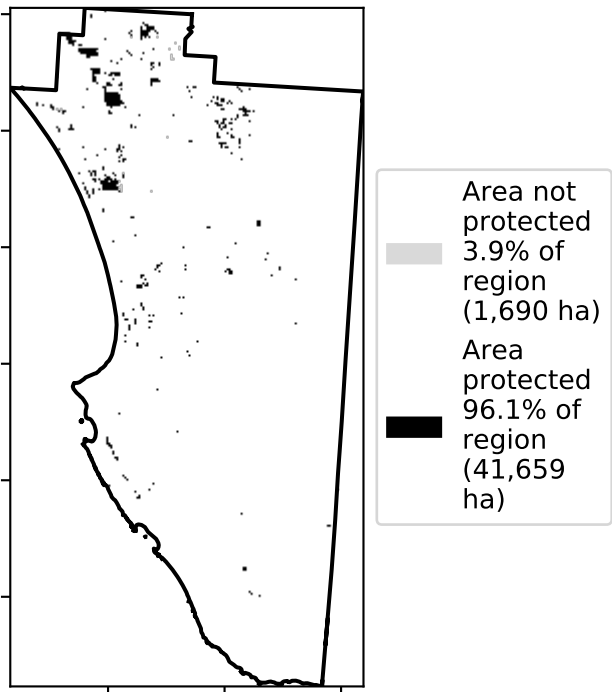 Area not
protected
3.9% of
region
(1,690 ha)
Area
protected
96.1% of
region
(41,659
ha)